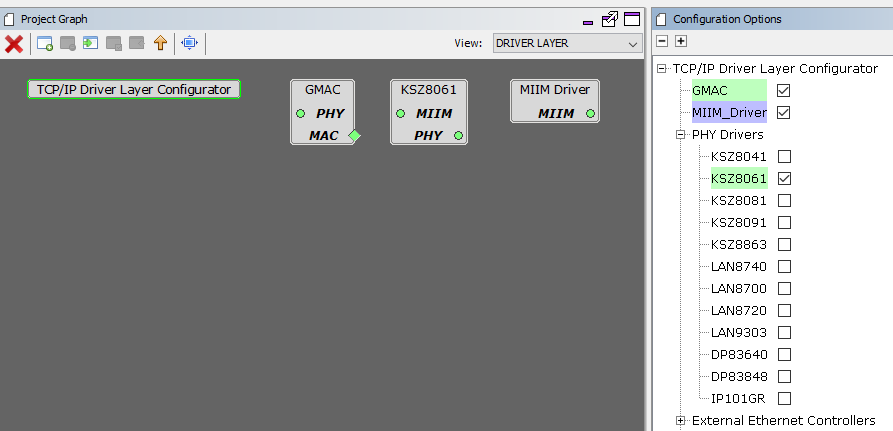 Project Graph
View:
DRIVER LAYER
TCP/IP Driver Layer Configurator
GMAC
PHY
MAC
KSZ8061
MIIM
PHY
MIIM Driver
MIIM
Configuration Options
TCP/IP Driver Layer Configurator
GMAC
MIIM_Driver
PHY Drivers
KSZ8041
KSZ8061
KSZ8081
KSZ8091
KSZ8863
LAN8740
LAN8700
LAN8720
LAN9303
DP83640
DP83848
IP101GR
External Ethernet Controllers